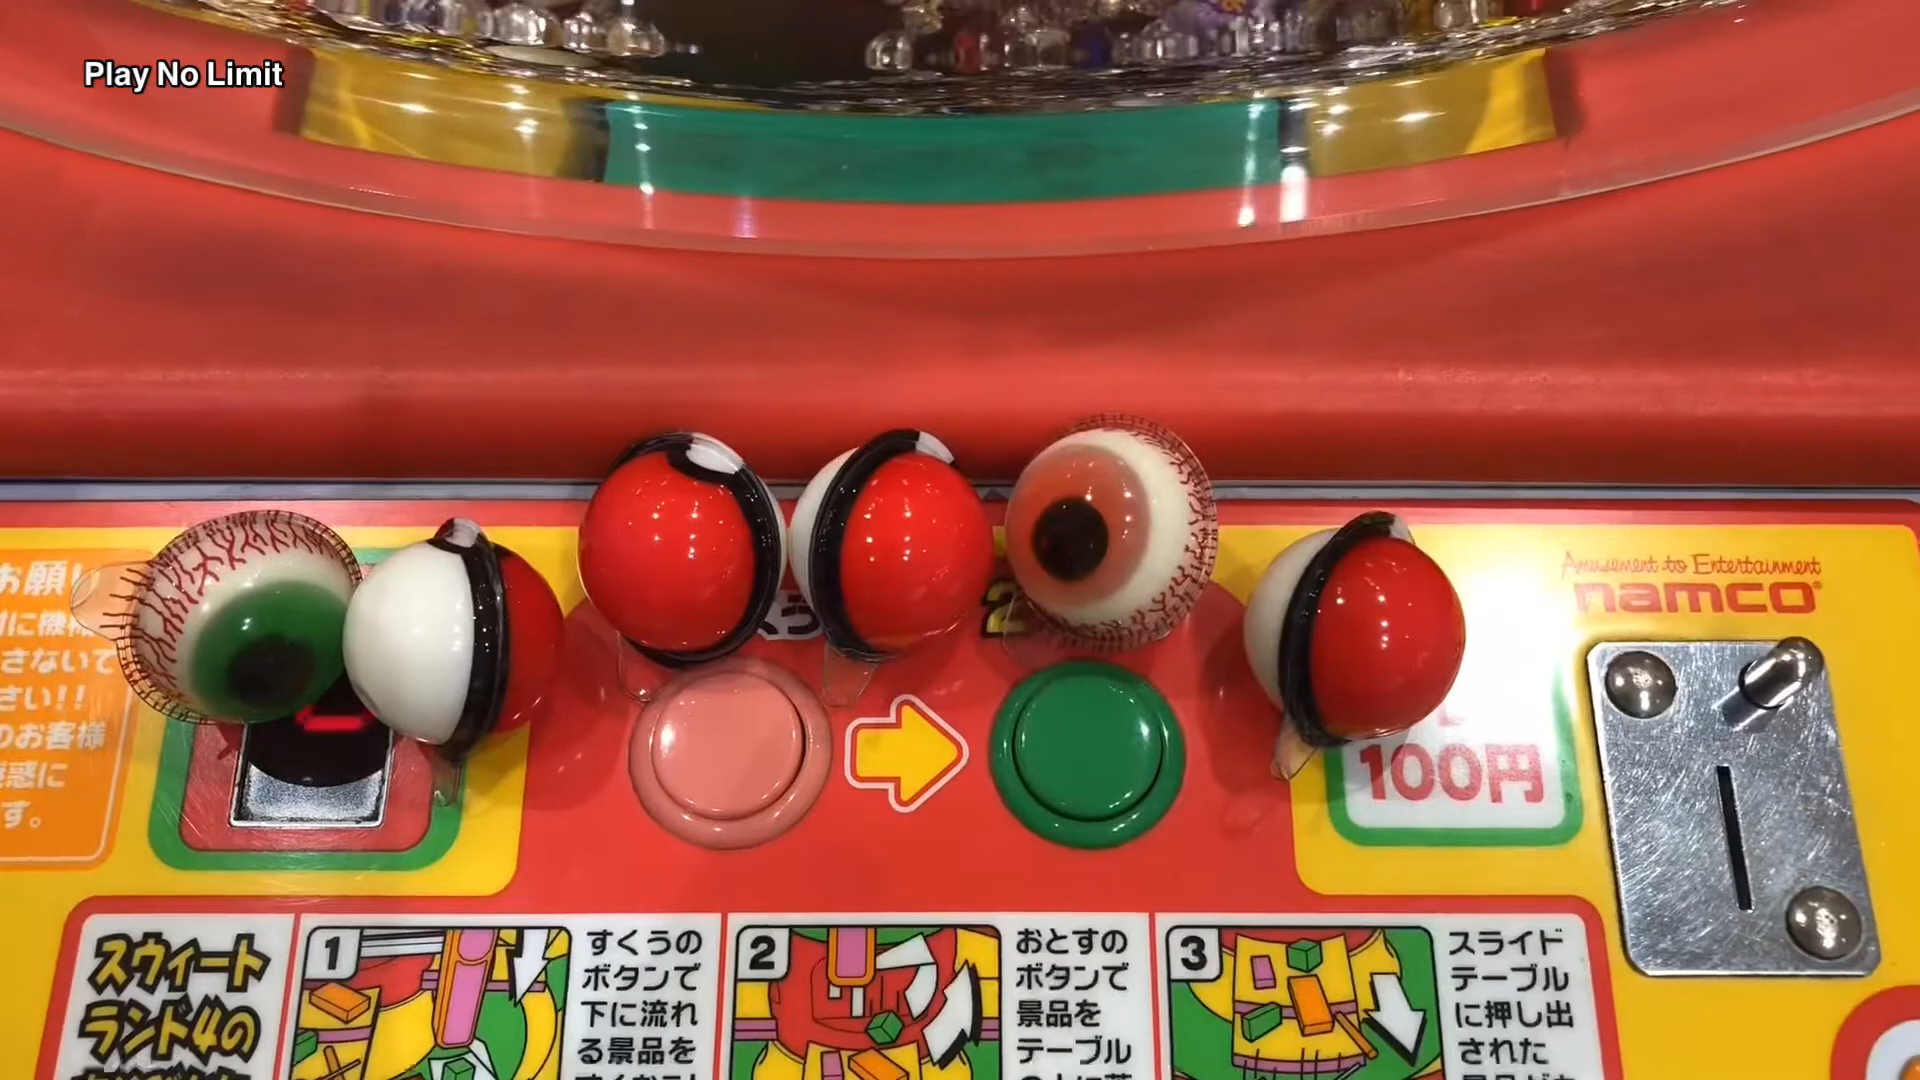 Play No Limit
お願い
さないて
さい!!
のお客様
惑に
す。
2
Amusement to Entertainment
namco
100円
スウィート
ランド4の
1
すくうの
ボタンで
下に流れ
る景品を
2
おとすの
ボタンで
景品を
テーブル
3
スライド
テーブル
に押し出
された